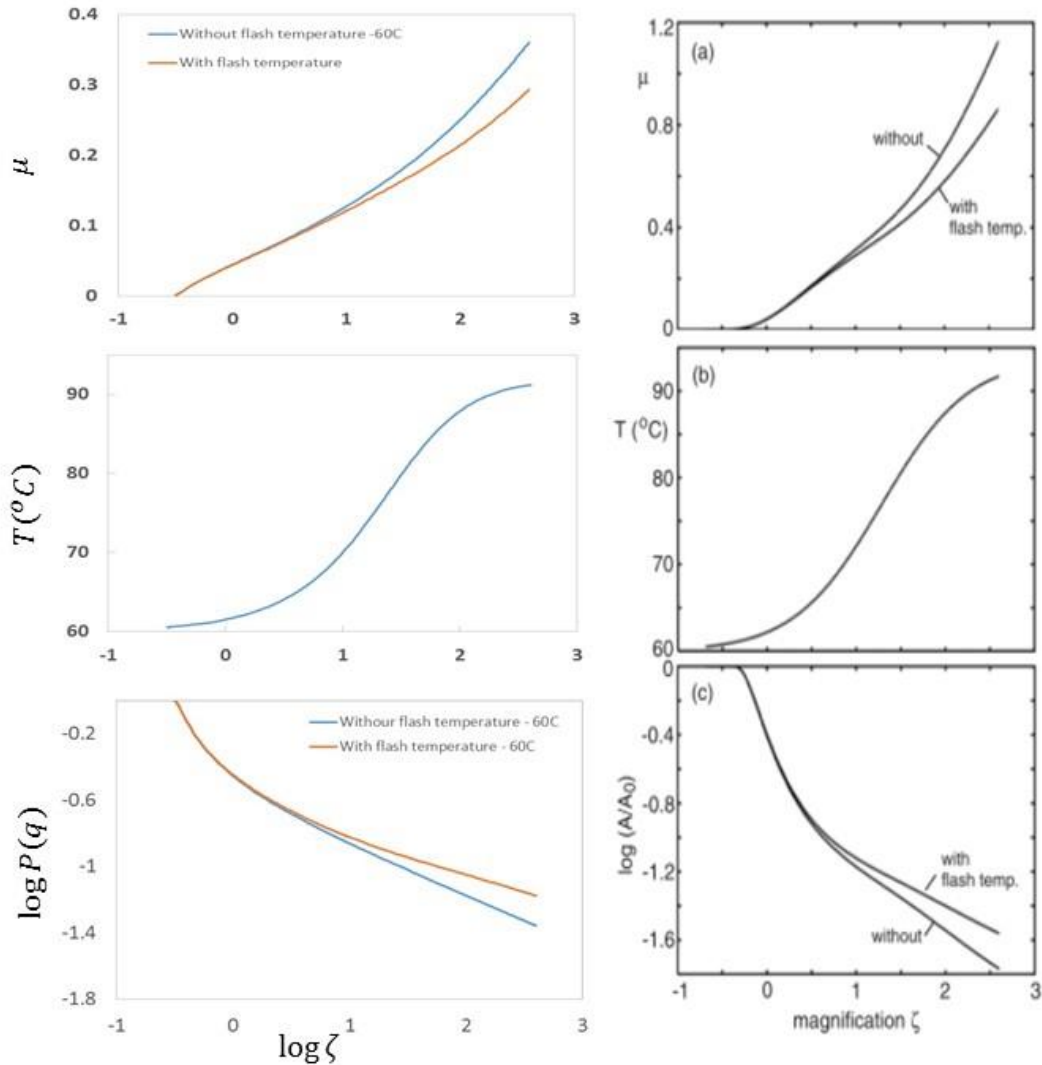 0.4
Without flash temperature -60C
With flash temperature
0.3
μ
0.2
0.1
0
-1
0
1
2
3
90
T(°C)
80
70
60
-1
0
1
2
3
Withour flash temperature - 60C
With flash temperature - 60C
-0.2
-0.6
log P(q)
-1
-1.4
-1.8
-1
0
1
2
3
log ζ
1.2
(a)
μ
without
0.8
with
flash temp.
0.4
0
(b)
90
T (°C)
80
70
60
0
(c)
-0.4
log (A/A0)
-0.8
with
flash temp.
-1.2
without
-1.6
-1
0
1
2
3
magnification ζ